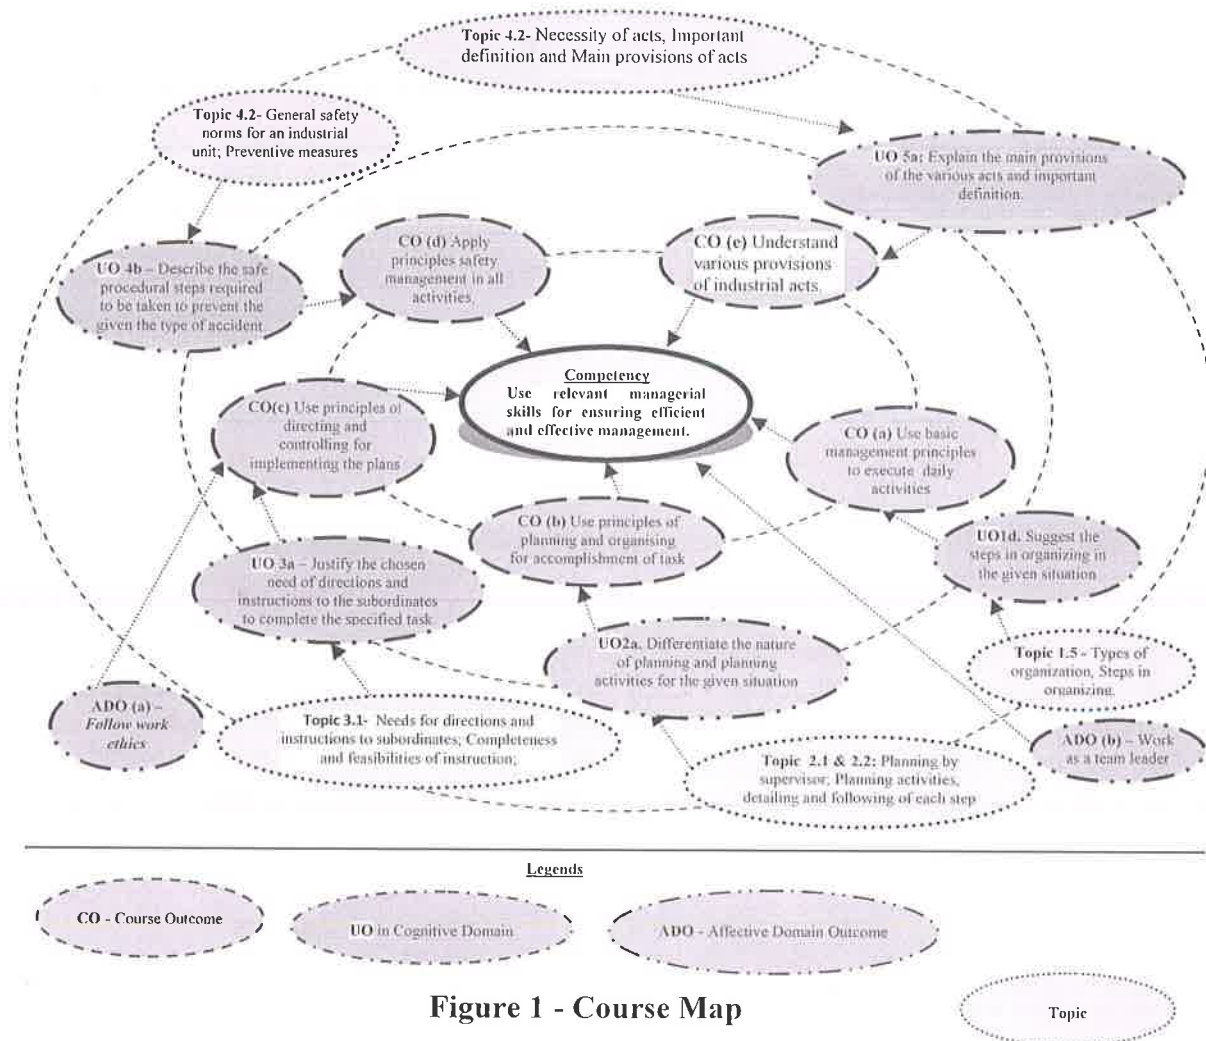 Topic 4.2- Necessity of acts, Important
definition and Main provisions of acts
Topic 4.2- General safety
norms for an industrial
unit; Preventive measures
UO 5a: Explain the main provisions
of the various acts and important
definition.
UO 4b – Describe the safe
procedural steps required
to be taken to prevent the
given the type of accident
CO (d) Apply
principles safety
management in all
activities.
CO (e) Understand
various provisions
of industrial acts.
Competency
Use relevant managerial
skills for ensuring efficient
and effective management.
CO(c) Use principles of
directing and
controlling for
implementing the plans
CO (a) Use basic
management principles
to execute daily
activities
CO (b) Use principles of
planning and organising
for accomplishment of task
UO1d. Suggest the
steps in organizing in
the given situation
UO 3a – Justify the chosen
need of directions and
instructions to the subordinates
to complete the specified task
UO2a. Differentiate the nature
of planning and planning
activities for the given situation
Topic 1.5 - Types of
organization, Steps in
organizing.
ADO (a) –
Follow work
ethics
Topic 3.1- Needs for directions and
instructions to subordinates; Completeness
and feasibilities of instruction;
Topic 2.1 & 2.2: Planning by
supervisor; Planning activities,
detailing and following of each step
ADO (b) – Work
as a team leader
Legends
CO - Course Outcome
UO in Cognitive Domain
ADO - Affective Domain Outcome
Topic
Figure 1 - Course Map